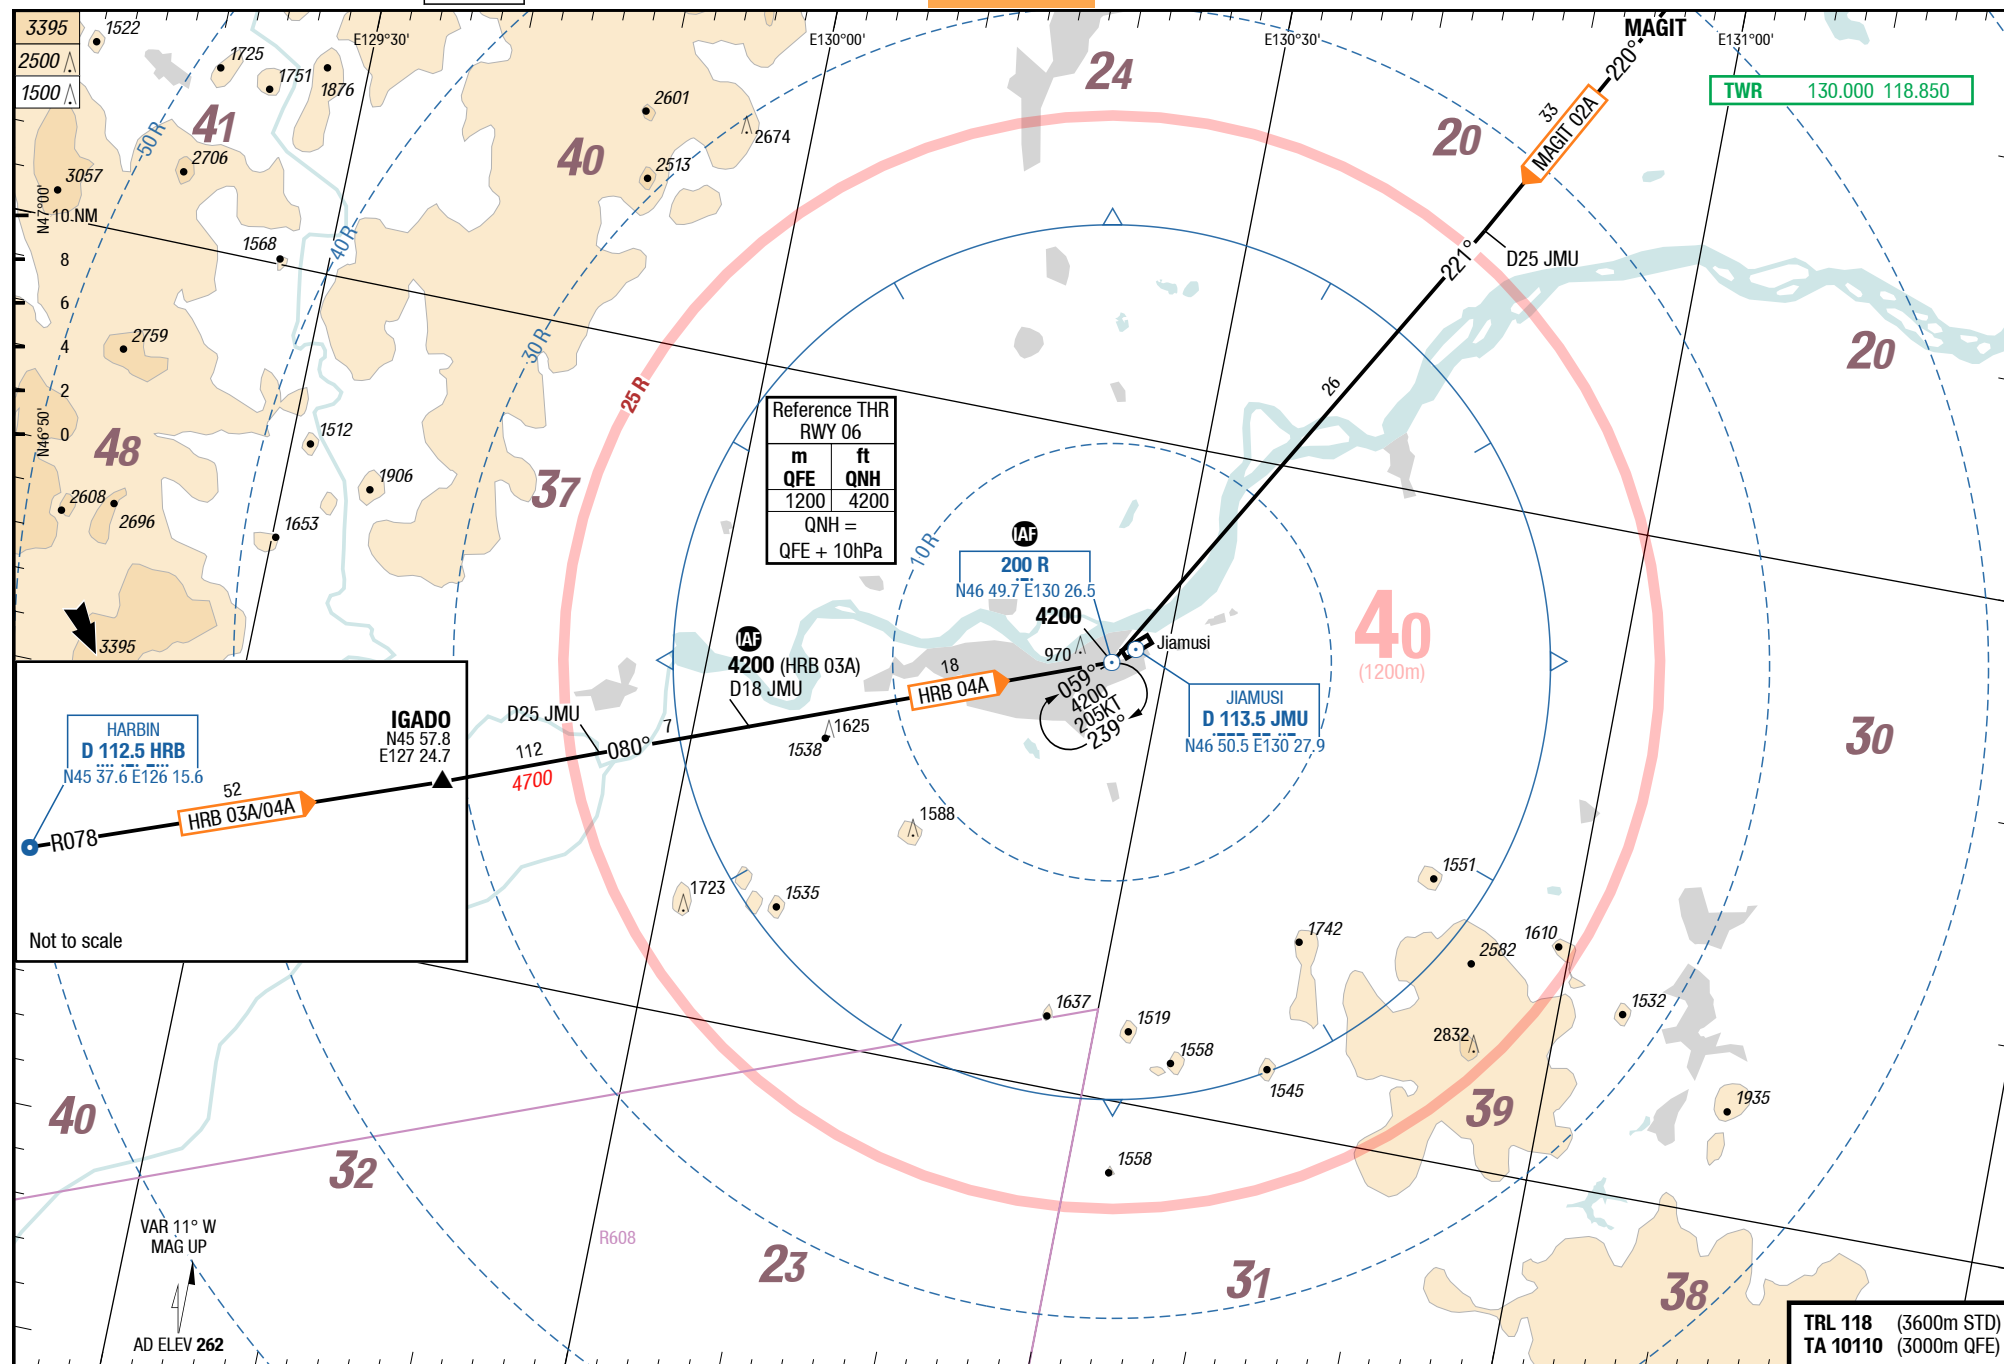 3395
2500
1500
1522
1725
1751
1876
41
2706
3057
50 R
N47°00'
10 NM
8
6
4
2
0
N46°50'
1568
40 R
2759
48
1512
1906
2608
2696
1653
3395
E129°30'
E130°00'
E130°30'
E131°00'
40
2601
2674
2513
30 R
25 R
37
24
20
MAGIT
220°
33
MAGIT 02A
221°
D25 JMU
TWR 130.000 118.850
20
26
Reference THR
RWY 06
m ft
QFE QNH
1200 4200
QNH =
QFE + 10hPa
10 R
IAF
200 R
N46 49.7 E130 26.5
4200
970
Jiamusi
40
(1200m)
IAF
4200 (HRB 03A)
D18 JMU
18
HRB 04A
059°
4200
205KT
239°
JIAMUSI
D 113.5 JMU
N46 50.5 E130 27.9
30
HARBIN
D 112.5 HRB
N45 37.6 E126 15.6
IGADO
N45 57.8
E127 24.7
D25 JMU
112
4700
080°
7
1538
1625
52
HRB 03A/04A
R078
Not to scale
1588
1723
1535
1551
1742
2582
1610
1532
1637
1519
1558
1545
2832
39
1935
1558
40
32
R608
23
31
38
VAR 11° W
MAG UP
AD ELEV 262
TRL 118 (3600m STD)
TA 10110 (3000m QFE)